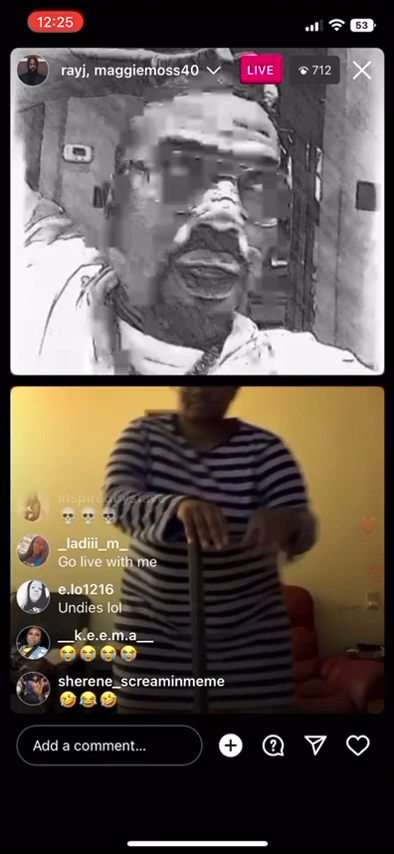 12:25
53
rayj, maggiemoss40
LIVE
712
💀💀💀
_ladiii_m_
Go live with me
e.lo1216
Undies lol
__k.e.e.m.a__
😭😭😭😭
sherene_screaminmeme
🤣😂🤣
Add a comment...